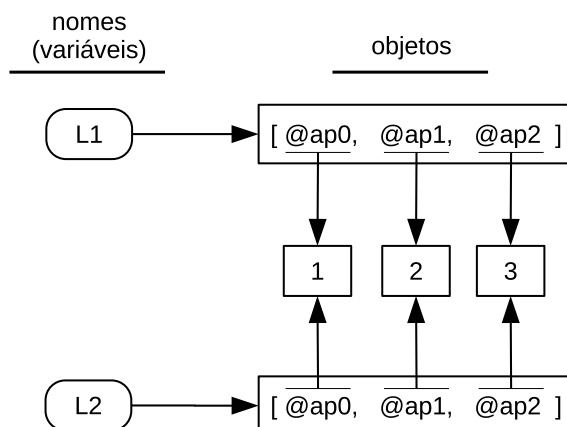 nomes
(variáveis)
objetos
L1
[ @ap0, @ap1, @ap2 ]
1
2
3
L2
[ @ap0, @ap1, @ap2 ]